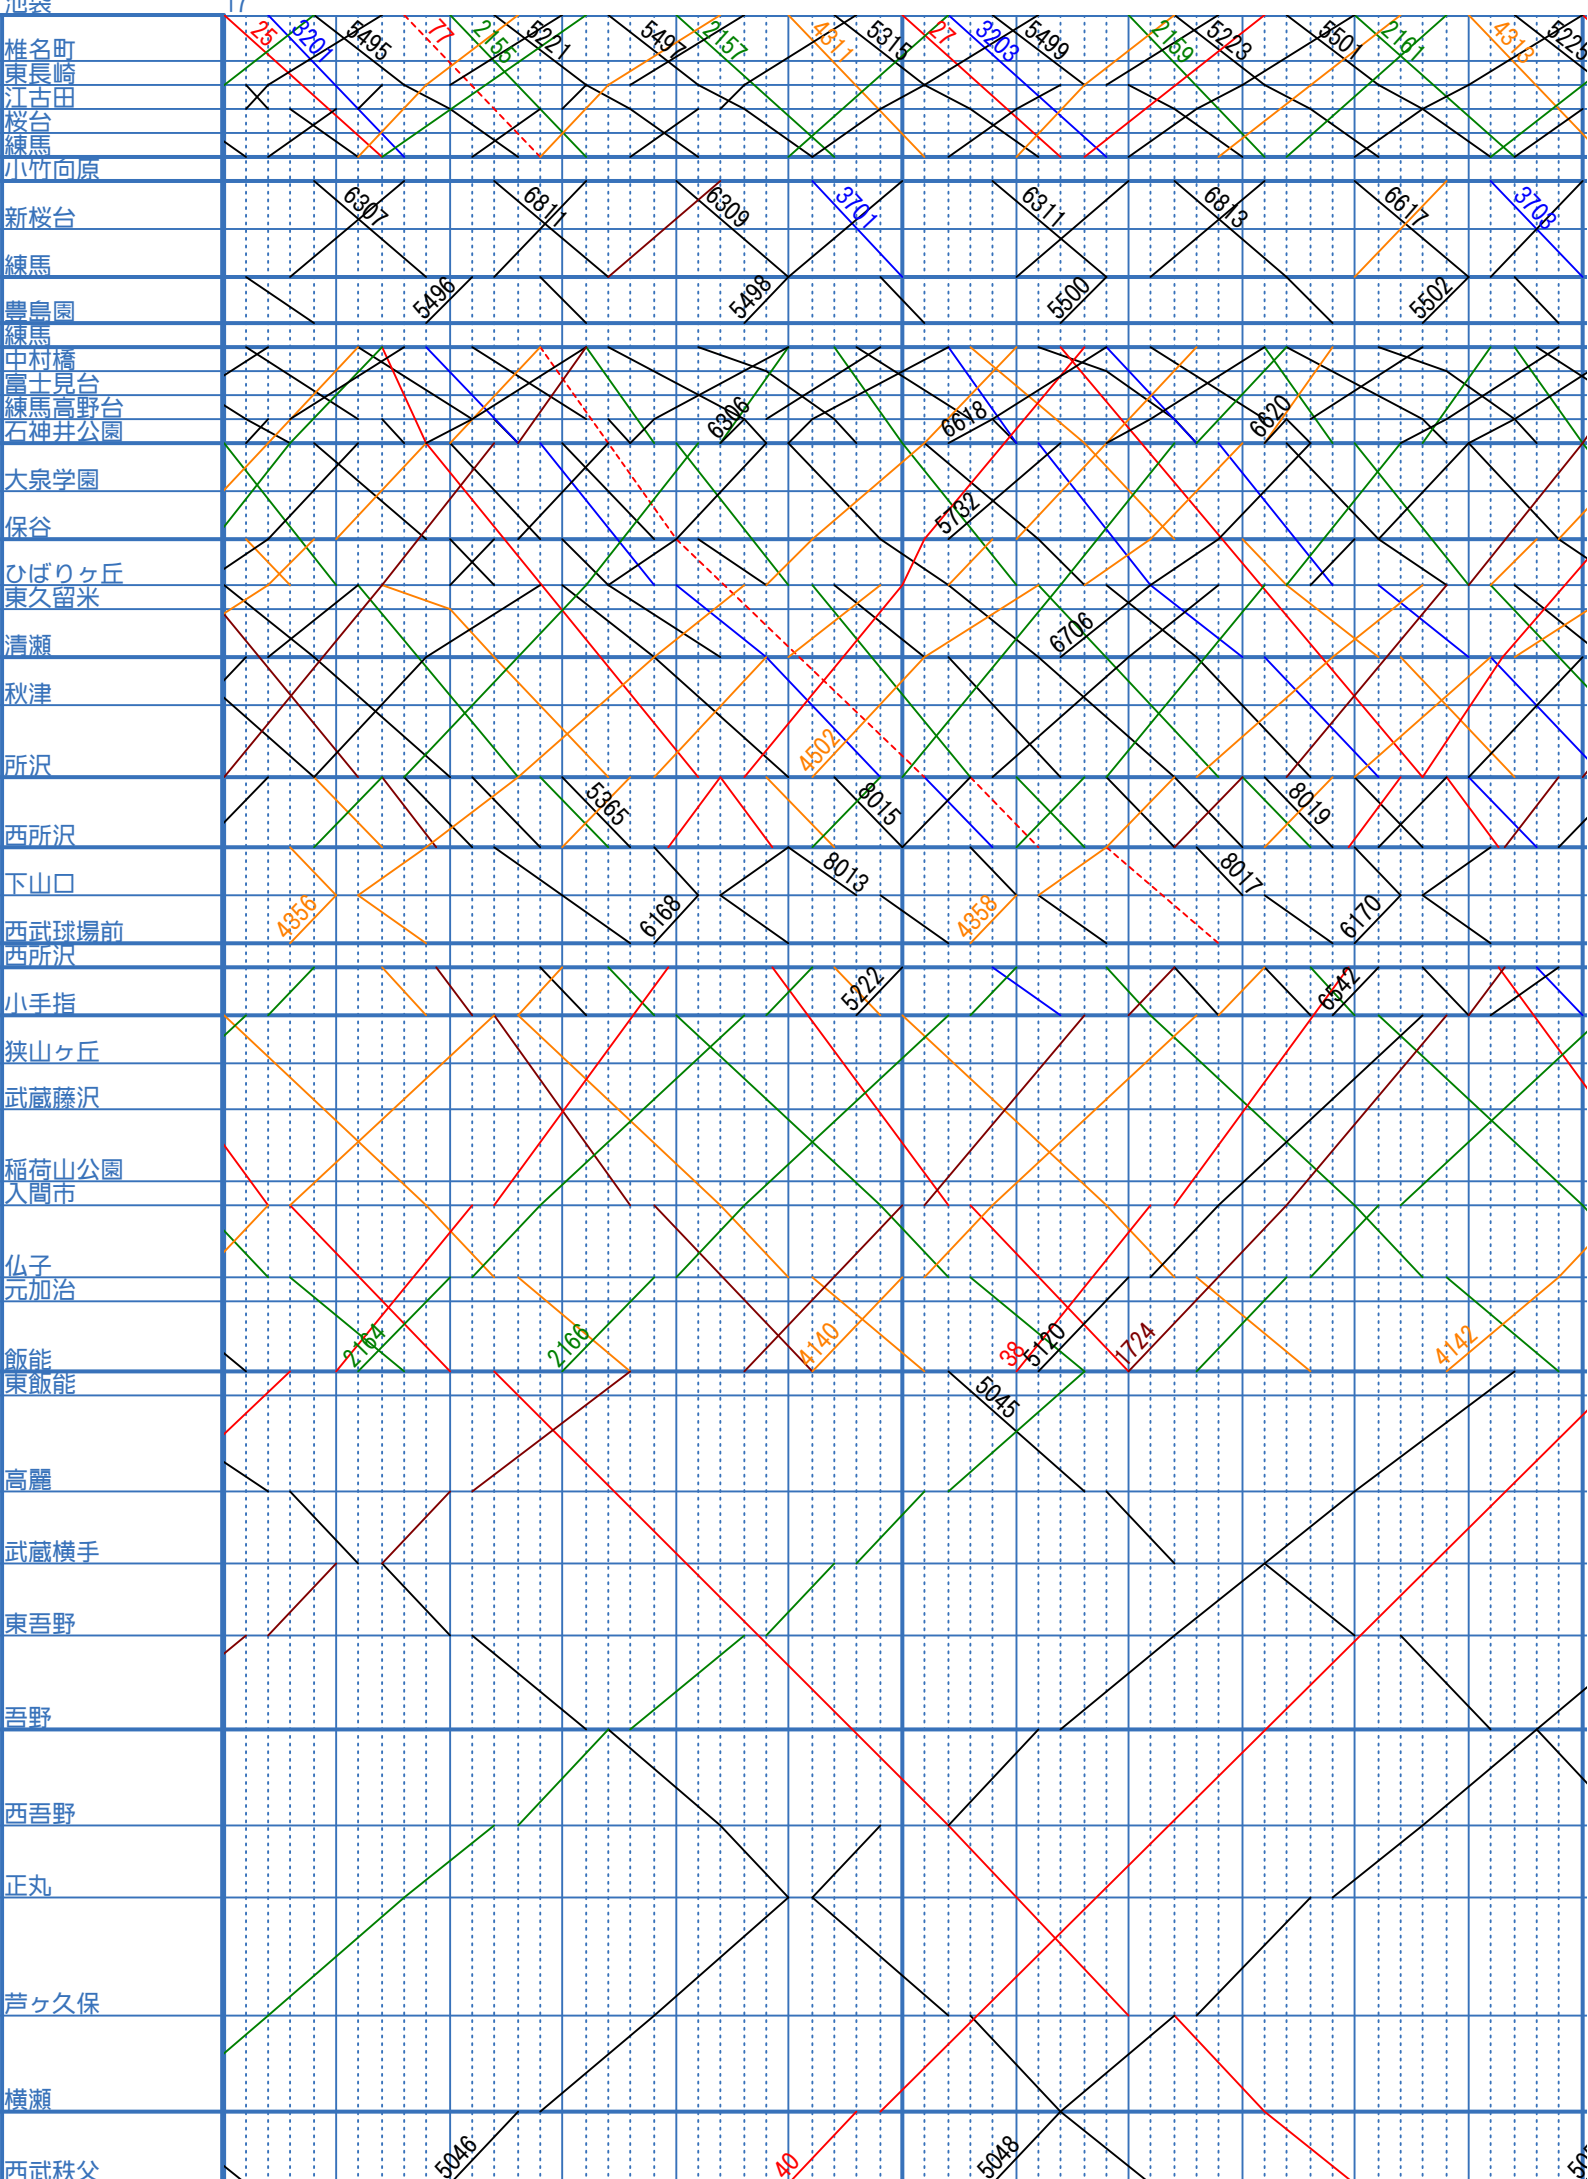 池袋 17
椎名町 25 3201 5495 77 2155 5221 5497 2157 4311 5315 27 3203 5499 2159 5223 5501 2161 4313 5225
東長崎
江古田
桜台
練馬
小竹向原
新桜台 6307 6811 6309 3701 6311 6813 6617 3703
練馬
豊島園 5496 5498 5500 5502
練馬
中村橋
富士見台
練馬高野台
石神井公園 6306 6618 6620
大泉学園
保谷 5732
ひばりヶ丘
東久留米
清瀬 6706
秋津
所沢 4502
西所沢 5365 8015 8019
下山口 8013 8017
西武球場前 4356 6168 4358 6170
西所沢
小手指 5222 6542
狭山ヶ丘
武蔵藤沢
稲荷山公園
入間市
仏子
元加治
飯能 2164 2166 4140 38 5120 1724 4142
東飯能 5045
高麗
武蔵横手
東吾野
吾野
西吾野
正丸
芦ヶ久保
横瀬
西武秩父 5046 40 5048